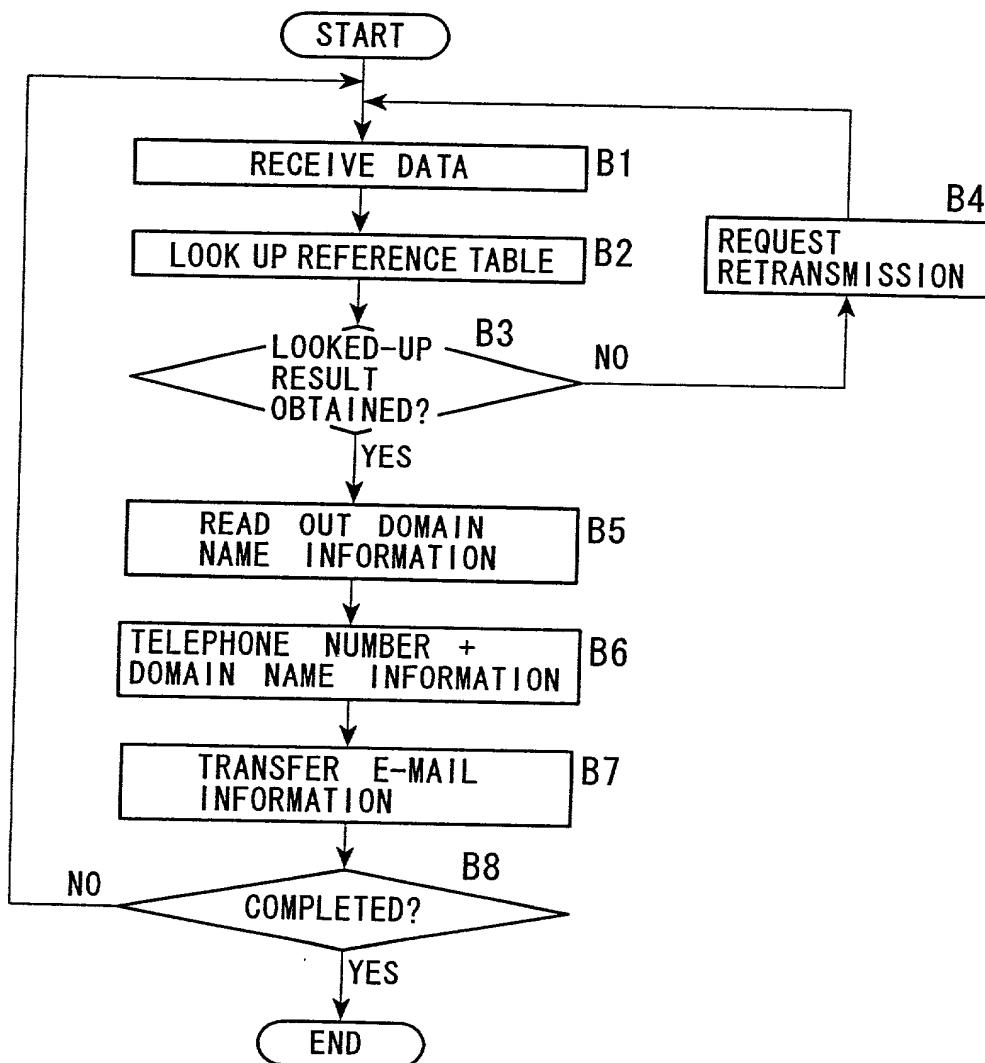 START
RECEIVE DATA
B1
B4
LOOK UP REFERENCE TABLE
B2
REQUEST
RETRANSMISSION
B3
LOOKED-UP
RESULT
OBTAINED?
NO
YES
READ OUT DOMAIN
NAME INFORMATION
B5
TELEPHONE NUMBER +
DOMAIN NAME INFORMATION
B6
TRANSFER E-MAIL
INFORMATION
B7
B8
NO
COMPLETED?
YES
END